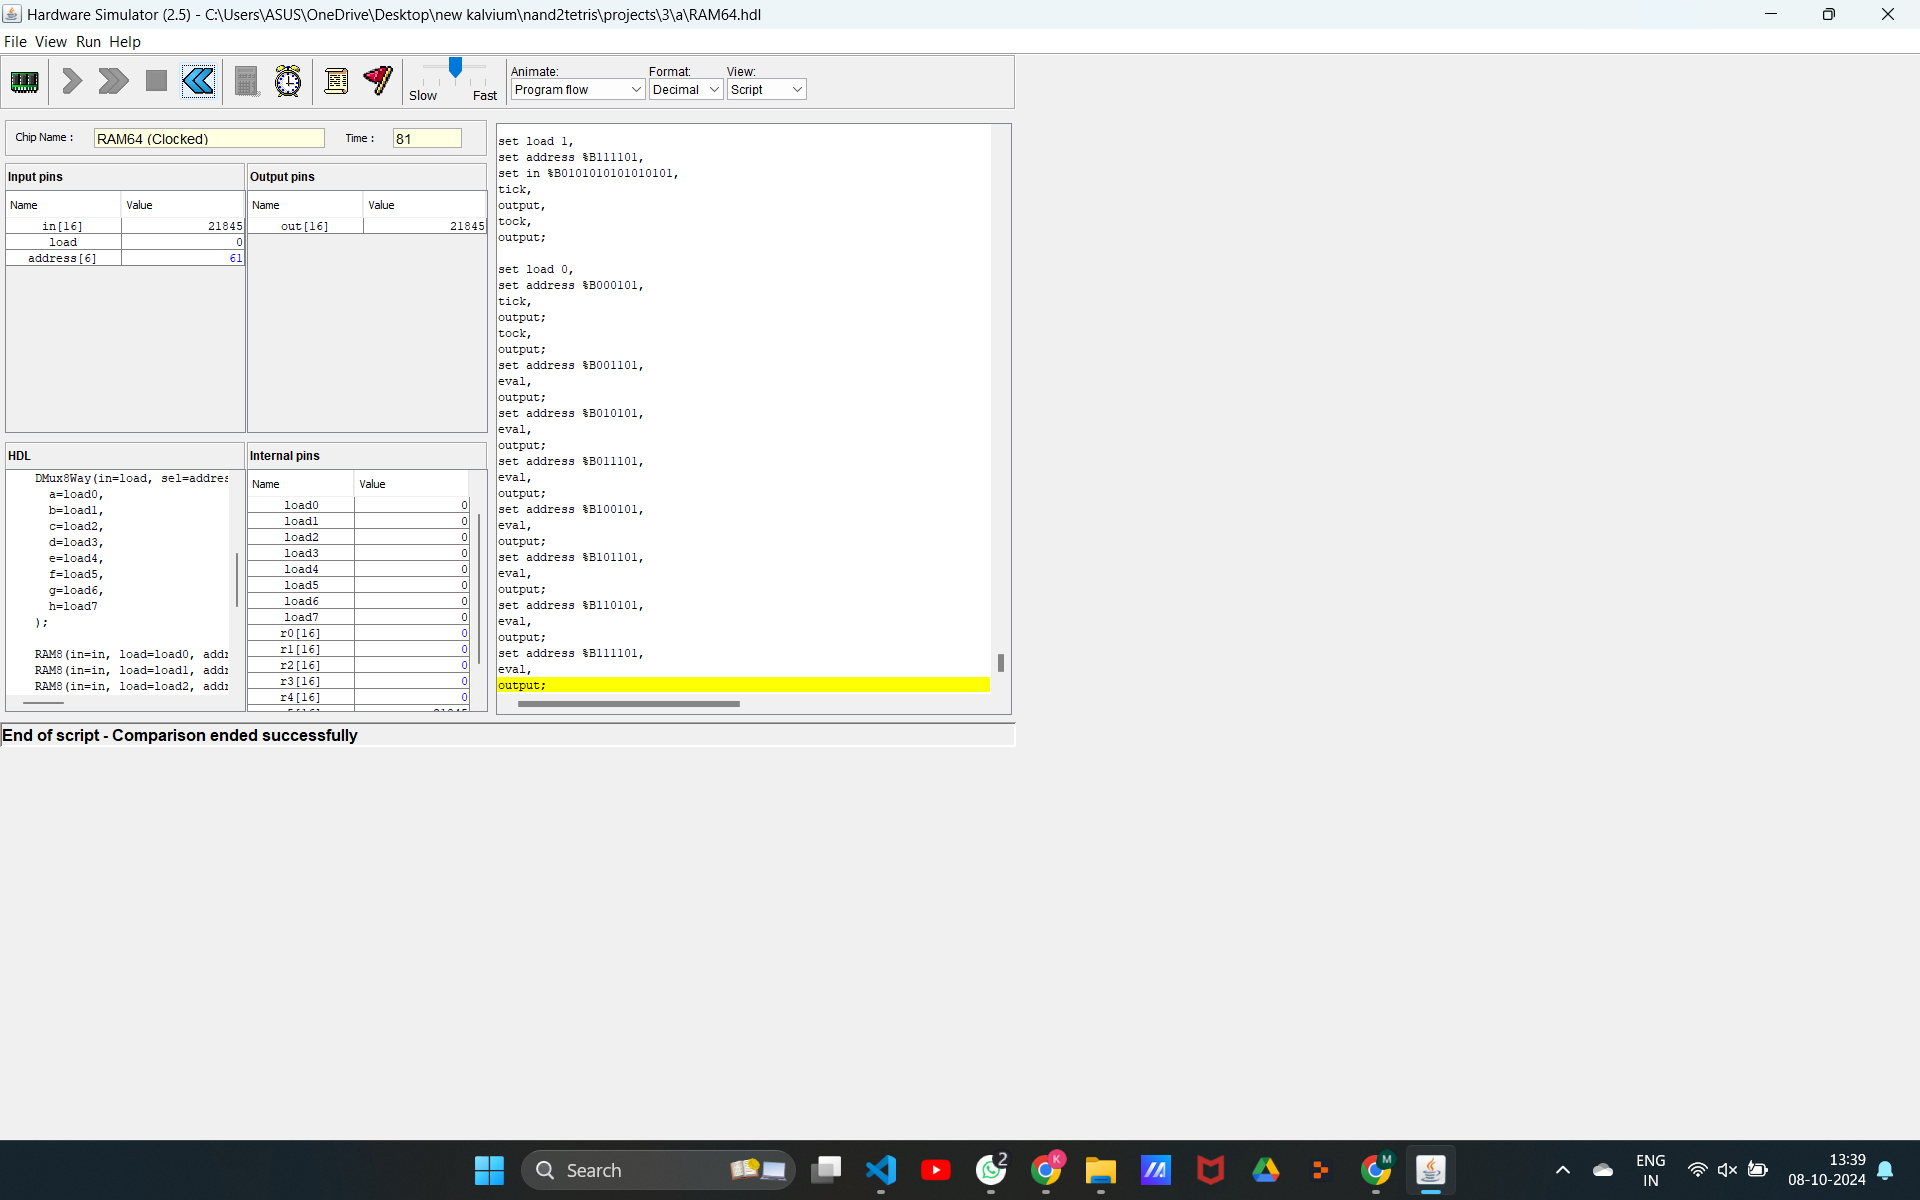 Hardware Simulator (2.5) - C:\Users\ASUS\OneDrive\Desktop\new kalvium\nand2tetris\projects\3\a\RAM64.hdl
File View Run Help
Slow Fast
Animate: Format: View:
Program flow Decimal Script
Chip Name : RAM64 (Clocked) Time : 81
Input pins
Name Value
in[16] 21845
load 0
address[6] 61
Output pins
Name Value
out[16] 21845
HDL
DMux8Way(in=load, sel=addres
a=load0,
b=load1,
c=load2,
d=load3,
e=load4,
f=load5,
g=load6,
h=load7
);
RAM8(in=in, load=load0, addr
RAM8(in=in, load=load1, addr
RAM8(in=in, load=load2, addr
Internal pins
Name Value
load0 0
load1 0
load2 0
load3 0
load4 0
load5 0
load6 0
load7 0
r0[16] 0
r1[16] 0
r2[16] 0
r3[16] 0
r4[16] 0
set load 1,
set address %B111101,
set in %B0101010101010101,
tick,
output,
tock,
output;
set load 0,
set address %B000101,
tick,
output;
tock,
output;
set address %B001101,
eval,
output;
set address %B010101,
eval,
output;
set address %B011101,
eval,
output;
set address %B100101,
eval,
output;
set address %B101101,
eval,
output;
set address %B110101,
eval,
output;
set address %B111101,
eval,
output;
End of script - Comparison ended successfully
Search
2
K
M
ENG
IN
13:39
08-10-2024